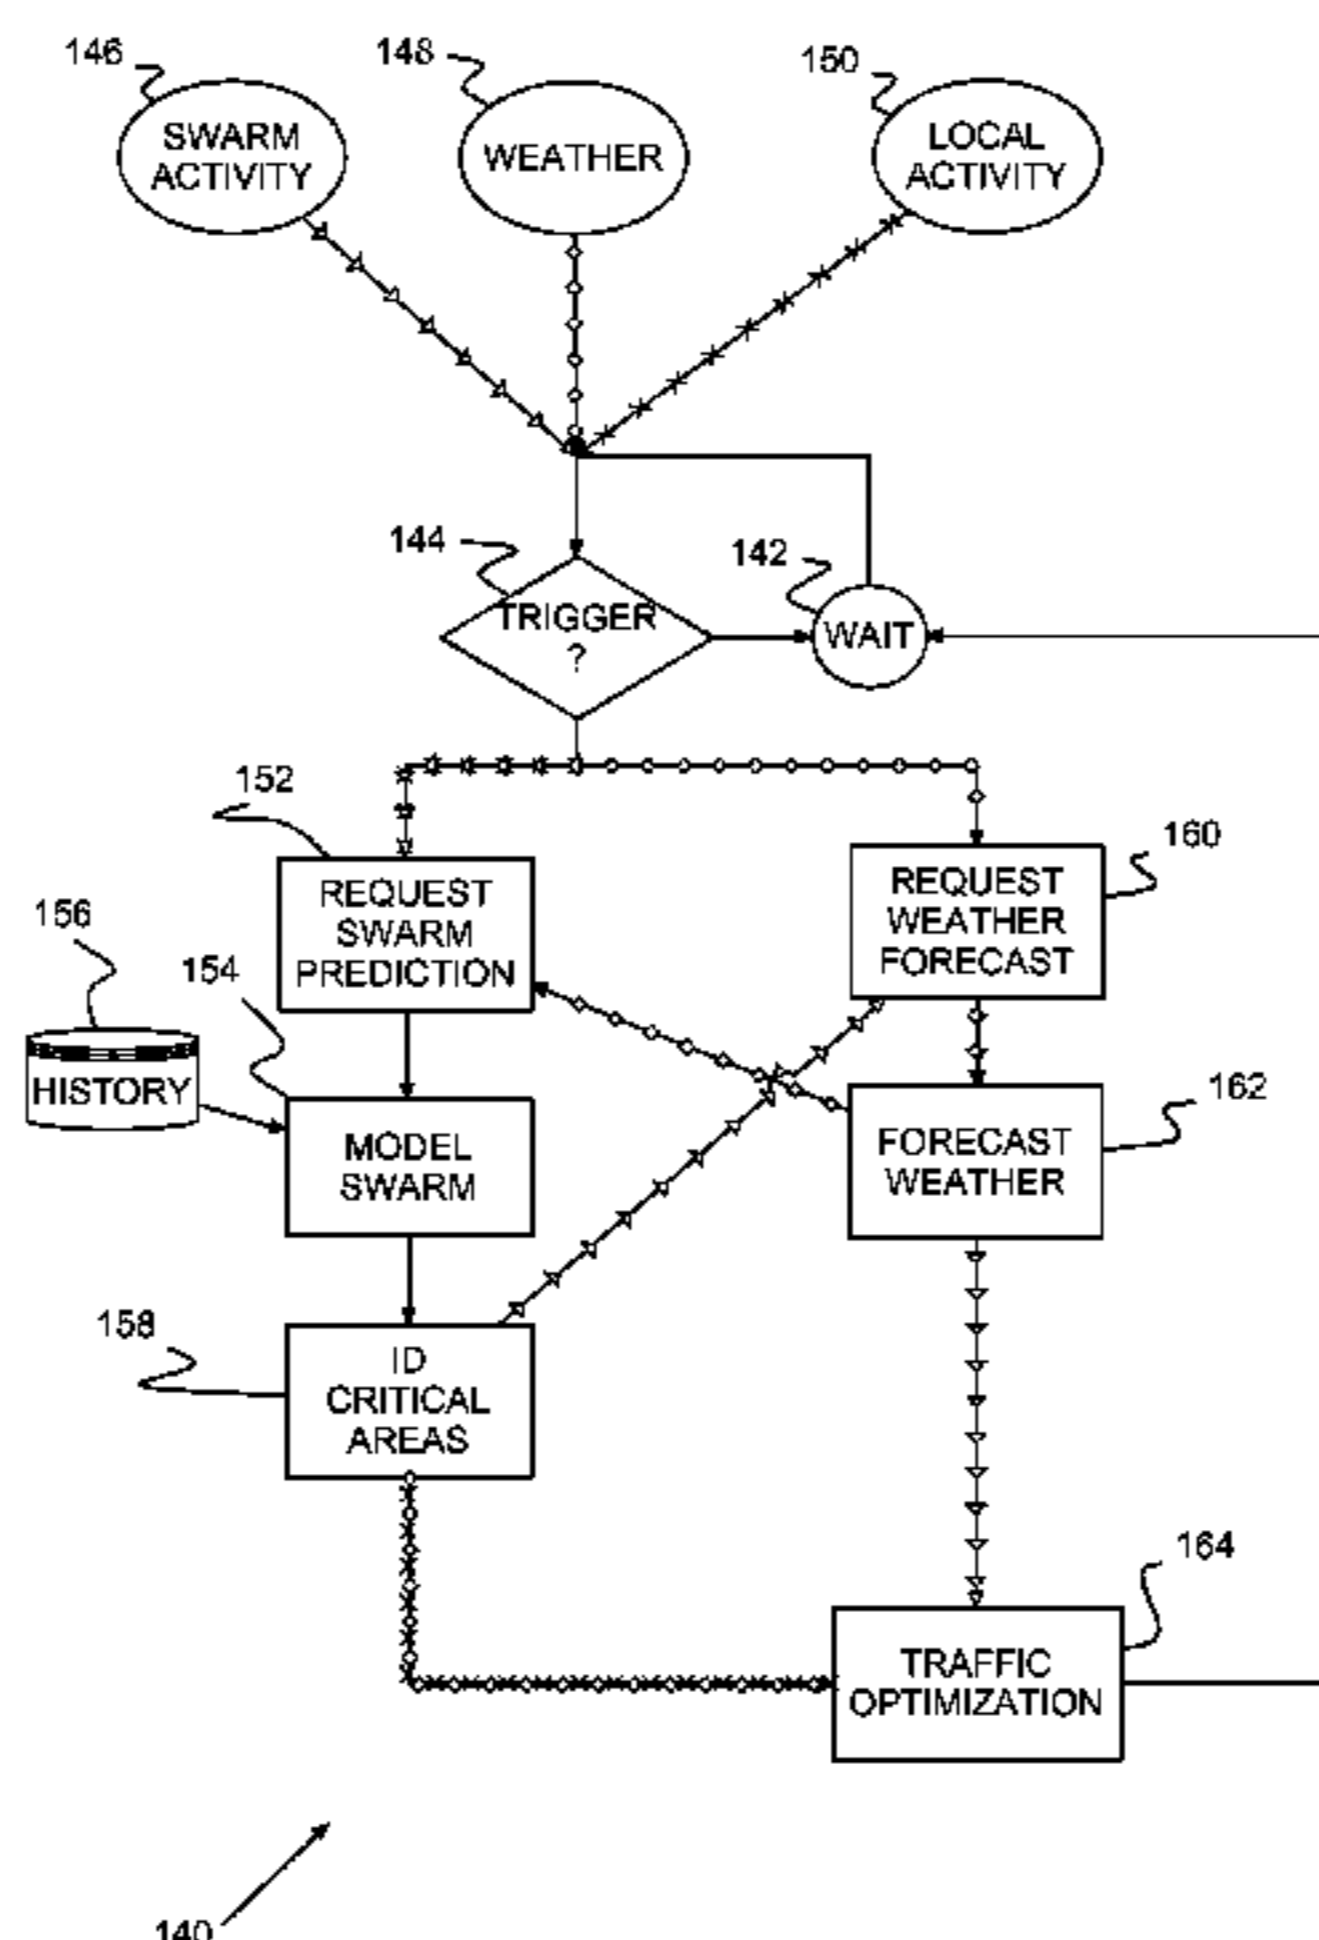 146
148
150
SWARM
ACTIVITY
WEATHER
LOCAL
ACTIVITY
144
142
TRIGGER
?
WAIT
152
160
REQUEST
SWARM
PREDICTION
REQUEST
WEATHER
FORECAST
156
154
HISTORY
162
MODEL
SWARM
FORECAST
WEATHER
158
ID
CRITICAL
AREAS
164
TRAFFIC
OPTIMIZATION
140